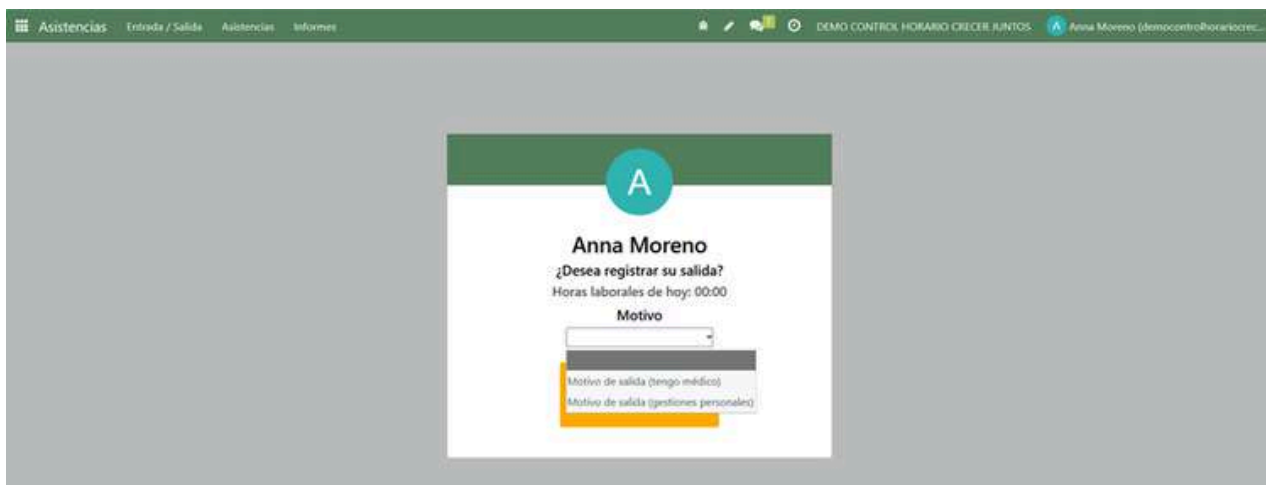 Asistencias Entrada / Salida Asistencias Informes DEMO CONTROL HORARIO CRECER JUNTOS A Anna Moreno (democontrolhorariocrec...
A
Anna Moreno
¿Desea registrar su salida?
Horas laborales de hoy: 00:00
Motivo
Motivo de salida (tengo médico)
Motivo de salida (gestiones personales)